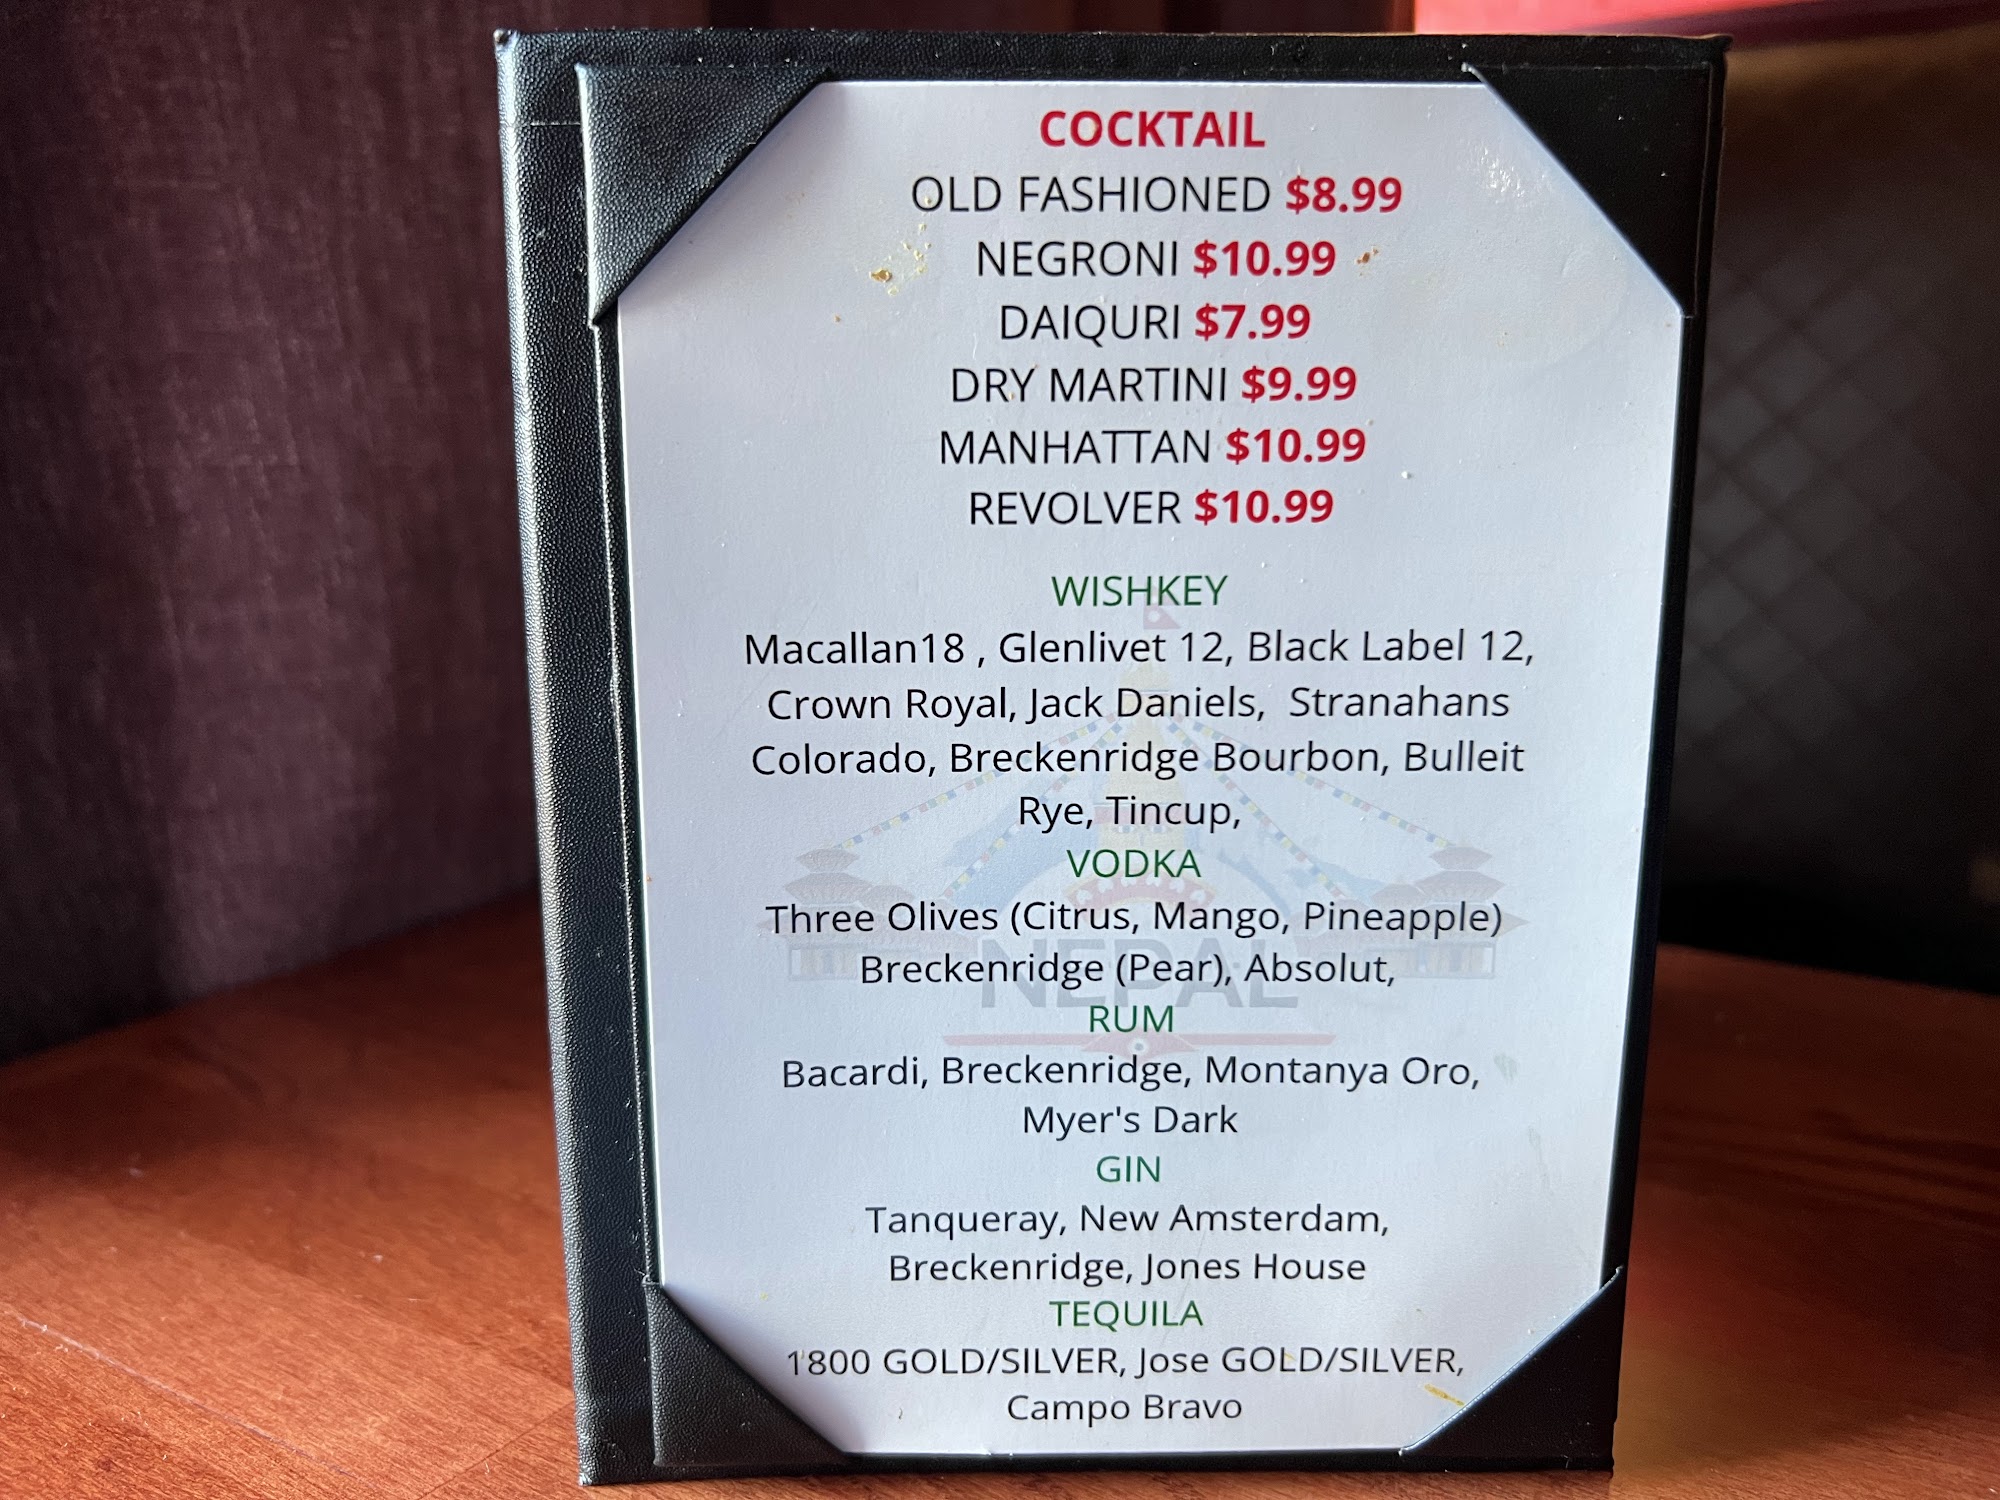 COCKTAIL
OLD FASHIONED $8.99
NEGRONI $10.99
DAIQURI $7.99
DRY MARTINI $9.99
MANHATTAN $10.99
REVOLVER $10.99
WISHKEY
Macallan18 , Glenlivet 12, Black Label 12,
Crown Royal, Jack Daniels, Stranahans
Colorado, Breckenridge Bourbon, Bulleit
Rye, Tincup,
VODKA
Three Olives (Citrus, Mango, Pineapple)
Breckenridge (Pear), Absolut,
NEPAL
RUM
Bacardi, Breckenridge, Montanya Oro,
Myer's Dark
GIN
Tanqueray, New Amsterdam,
Breckenridge, Jones House
TEQUILA
1800 GOLD/SILVER, Jose GOLD/SILVER,
Campo Bravo